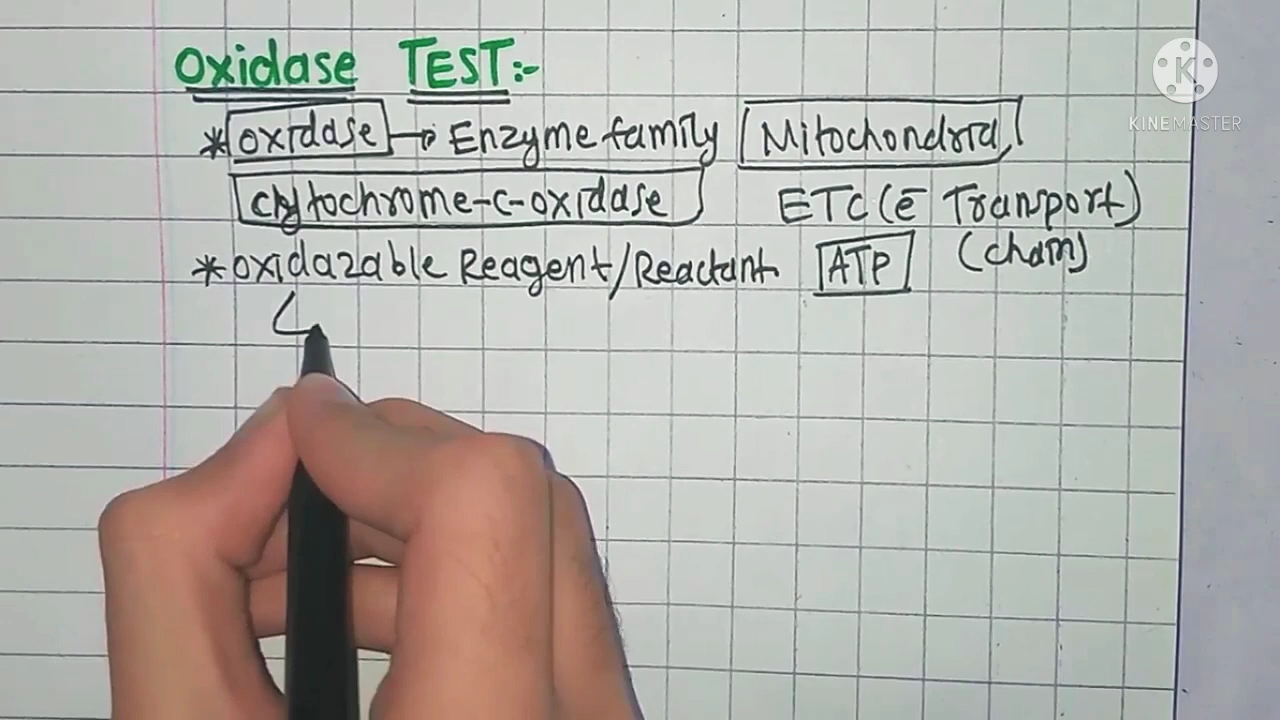 Oxidase TEST:-
*oxidase → Enzyme family Mitochondria
cytochrome-c-oxidase ETC (ē Transport)
(chain)
*oxidazable Reagent/Reactant ATP
K
KINEMASTER